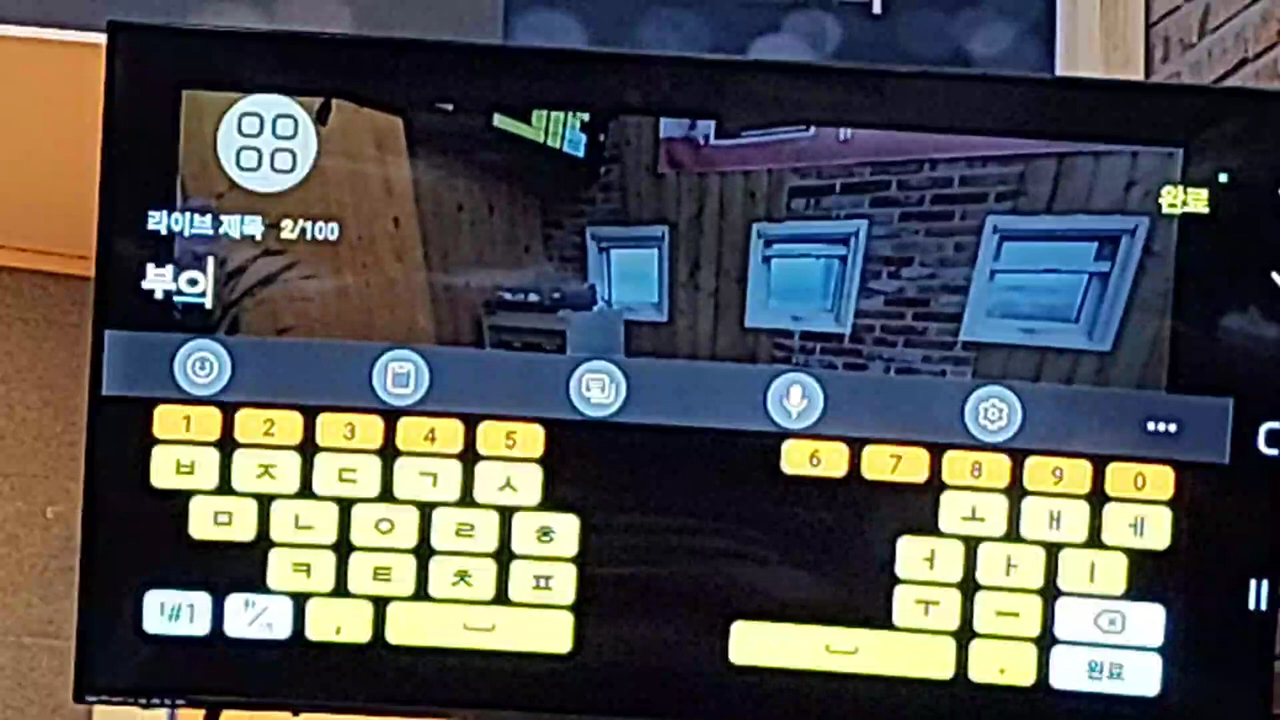 완료
라이브 제목 2/100
부의
1 2 3 4 5 6 7 8 9 0
ㅂ ㅈ ㄷ ㄱ ㅅ ㅗ ㅐ ㅔ
ㅁ ㄴ ㅇ ㄹ ㅎ ㅓ ㅏ ㅣ
ㅋ ㅌ ㅊ ㅍ ㅜ ㅡ
!#1 , . 완료